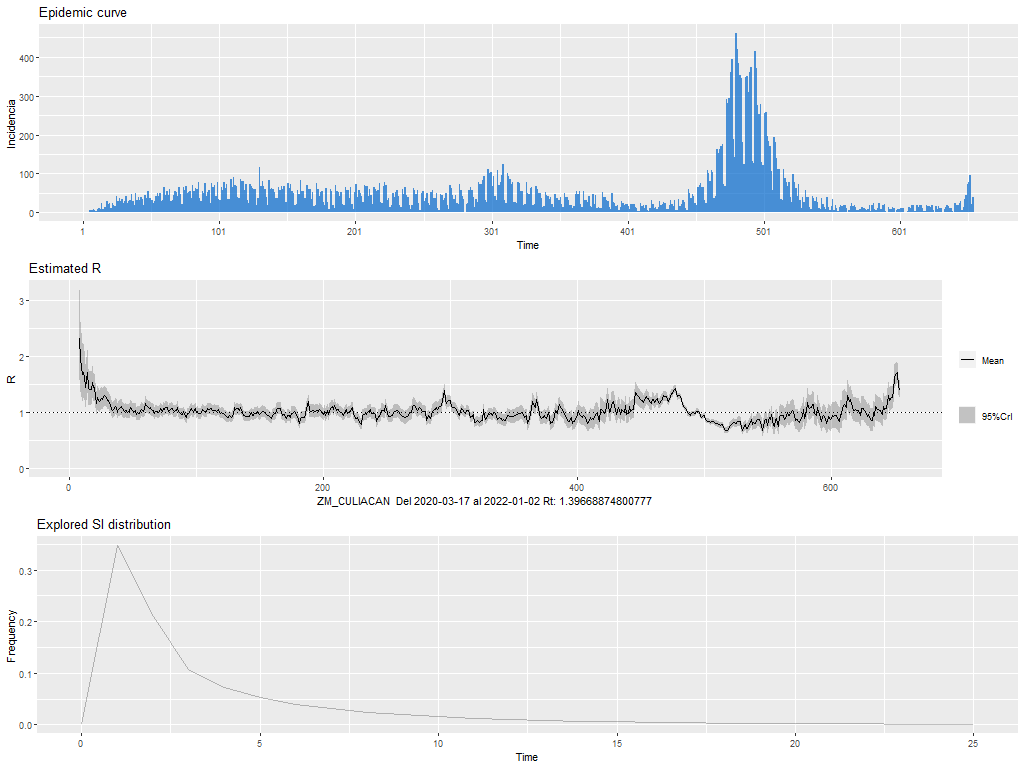 Epidemic curve
400
300
200
100
0
Incidencia
1 101 201 301 401 501 601
Time
Estimated R
3
2
1
0
R
0 200 400 600
ZM_CULIACAN Del 2020-03-17 al 2022-01-02 Rt: 1.39668874800777
Mean
95%CrI
Explored SI distribution
0.3
0.2
0.1
0.0
Frequency
0 5 10 15 20 25
Time